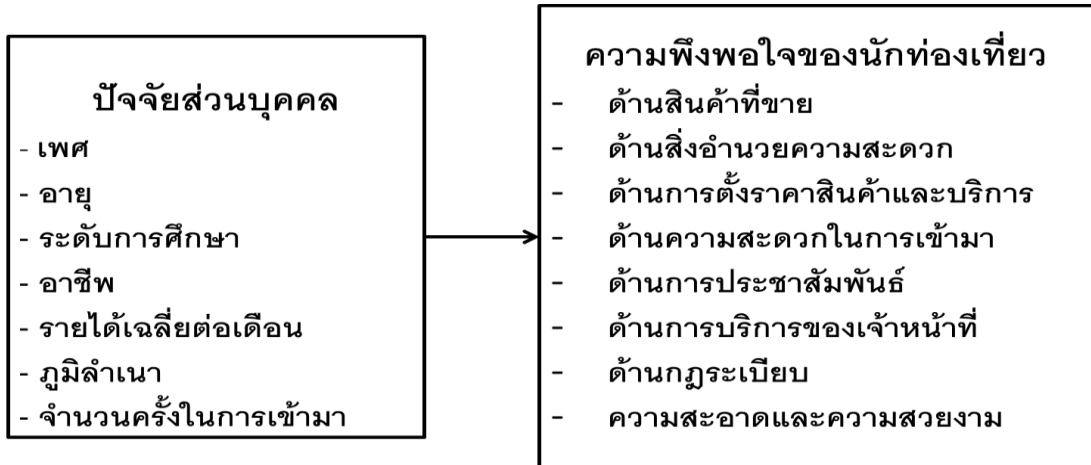 ปัจจัยส่วนบุคคล
- เพศ
- อายุ
- ระดับการศึกษา
- อาชีพ
- รายได้เฉลี่ยต่อเดือน
- ภูมิลำเนา
- จำนวนครั้งในการเข้ามา
ความพึงพอใจของนักท่องเที่ยว
- ด้านสินค้าที่ขาย
- ด้านสิ่งอำนวยความสะดวก
- ด้านการตั้งราคาสินค้าและบริการ
- ด้านความสะดวกในการเข้ามา
- ด้านการประชาสัมพันธ์
- ด้านการบริการของเจ้าหน้าที่
- ด้านกฎระเบียบ
- ความสะอาดและความสวยงาม